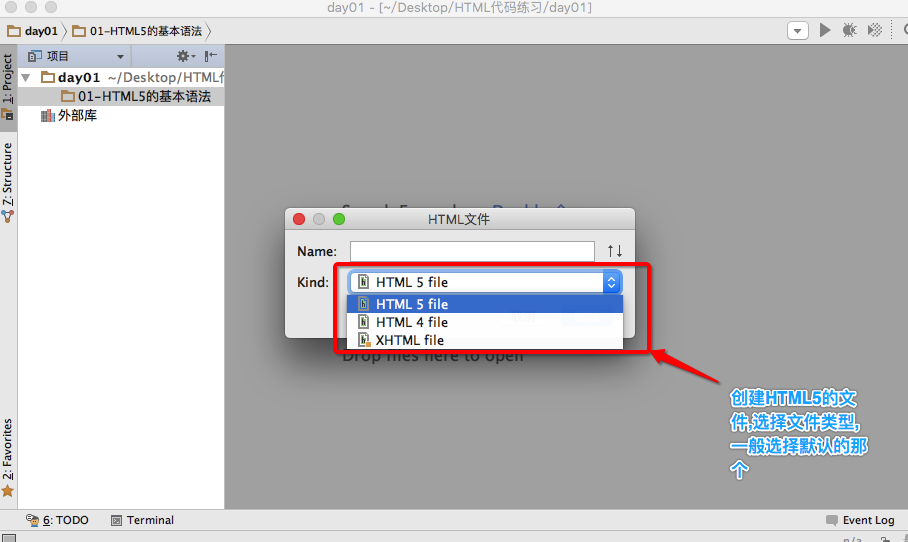 day01 - [~/Desktop/HTML代码练习/day01]
day01
01-HTML5的基本语法
1: Project
项目
day01 ~/Desktop/HTML
01-HTML5的基本语法
外部库
7: Structure
HTML文件
Name:
Kind:
HTML 5 file
HTML 5 file
HTML 4 file
XHTML file
Drop files here to open
创建HTML5的文
件,选择文件类型,
一般选择默认的那
个
2: Favorites
6: TODO
Terminal
Event Log
n/a